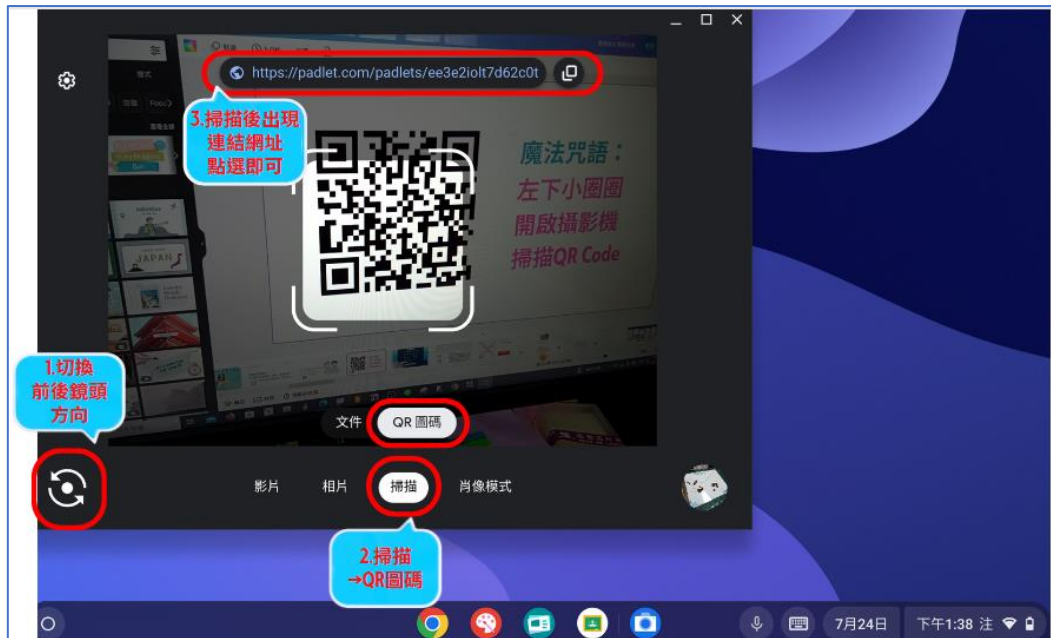 https://padlet.com/padlets/ee3e2iolt7d62c0t
3.掃描後出現
連結網址
點選即可
魔法咒語：
左下小圈圈
開啟攝影機
掃描QR Code
JAPAN
1.切換
前後鏡頭
方向
文件
QR 圖碼
影片
相片
掃描
肖像模式
2.掃描
→QR圖碼
7月24日
下午1:38 注